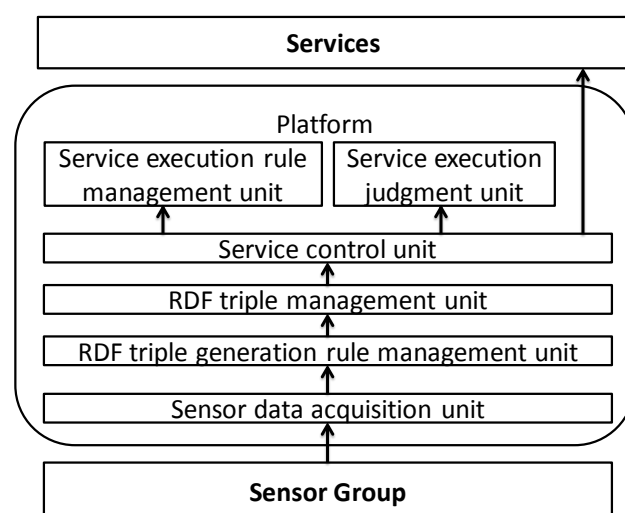 Services
Platform
Service execution rule
management unit
Service execution
judgment unit
Service control unit
RDF triple management unit
RDF triple generation rule management unit
Sensor data acquisition unit
Sensor Group